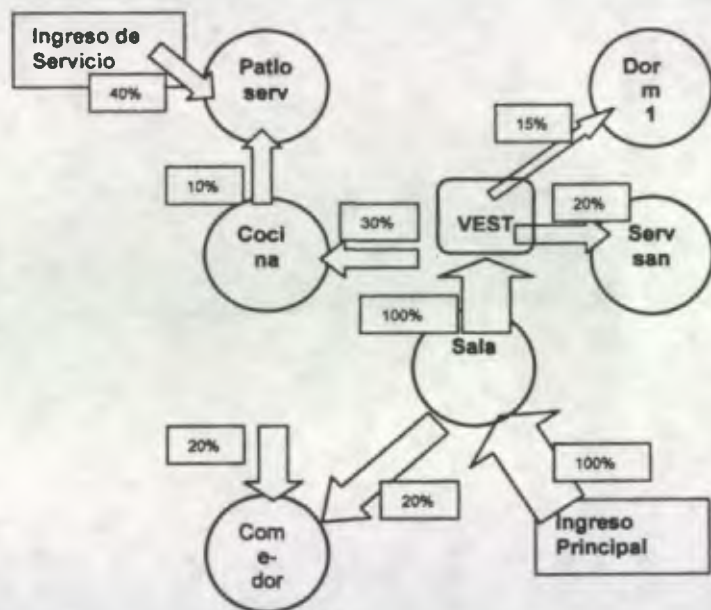 Ingreso de
Servicio
40%
Patio
serv
Dor
m
1
15%
10%
Coci
na
30%
VEST
20%
Serv
san
100%
Sala
20%
20%
100%
Com
e-
dor
Ingreso
Principal